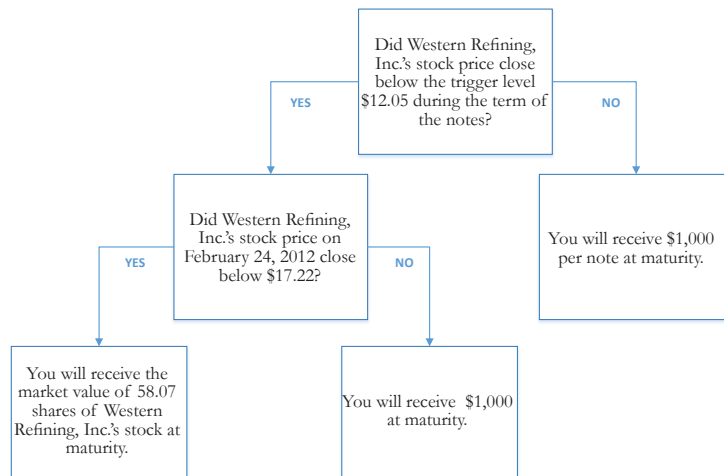 Did Western Refining,
Inc.'s stock price close
below the trigger level
$12.05 during the term of
the notes?
YES
NO
Did Western Refining,
Inc.'s stock price on
February 24, 2012 close
below $17.22?
You will receive $1,000
per note at maturity.
YES
NO
You will receive the
market value of 58.07
shares of Western
Refining, Inc.'s stock at
maturity.
You will receive $1,000
at maturity.